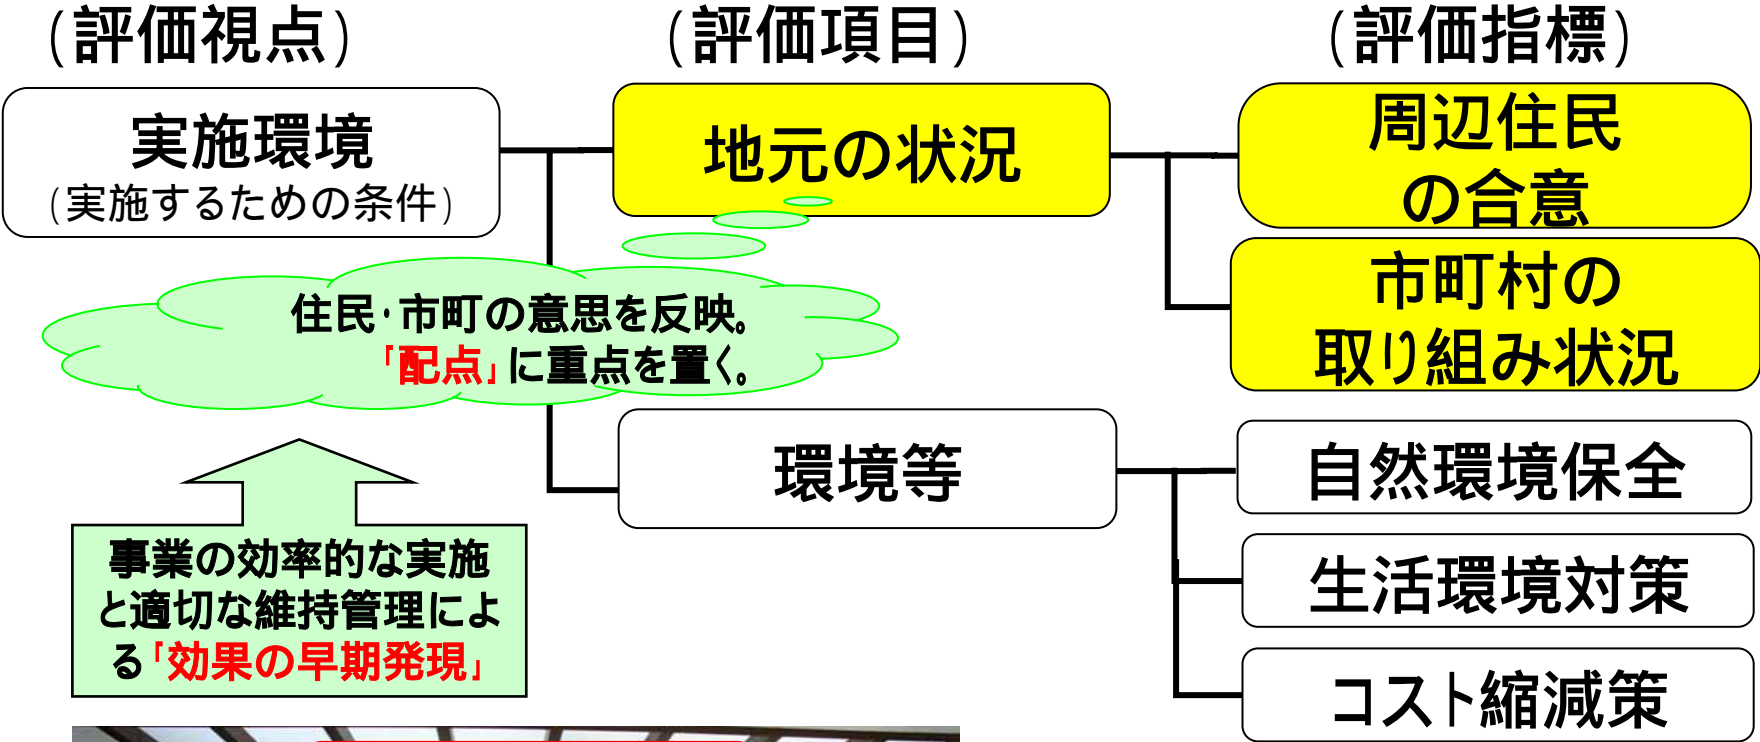 (評価視点)
(評価項目)
(評価指標)
実施環境
(実施するための条件)
地元の状況
周辺住民
の合意
市町村の
取り組み状況
住民・市町の意思を反映。
「配点」に重点を置く。
環境等
自然環境保全
生活環境対策
コスト縮減策
事業の効率的な実施
と適切な維持管理によ
る「効果の早期発現」